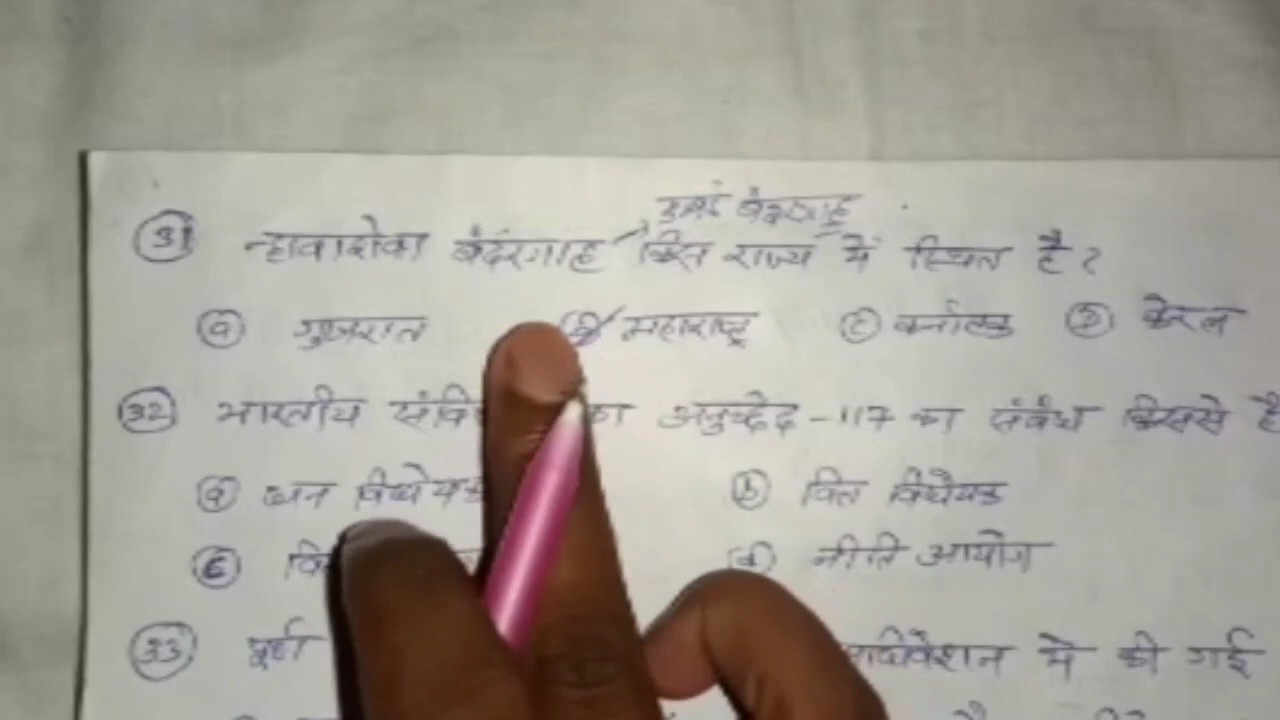 बंदरगाह
31 न्हावाशेवा बंदरगाह किस राज्य में स्थित है?
a गुजरात b महाराष्ट्र c कर्नाटक D केरल
32 भारतीय का अनुच्छेद-117 का संबंध किससे है
a धन विधेयक b वित्त विधेयक
c d नीति आयोग
33 पूर्ण अधिवेशन में की गई